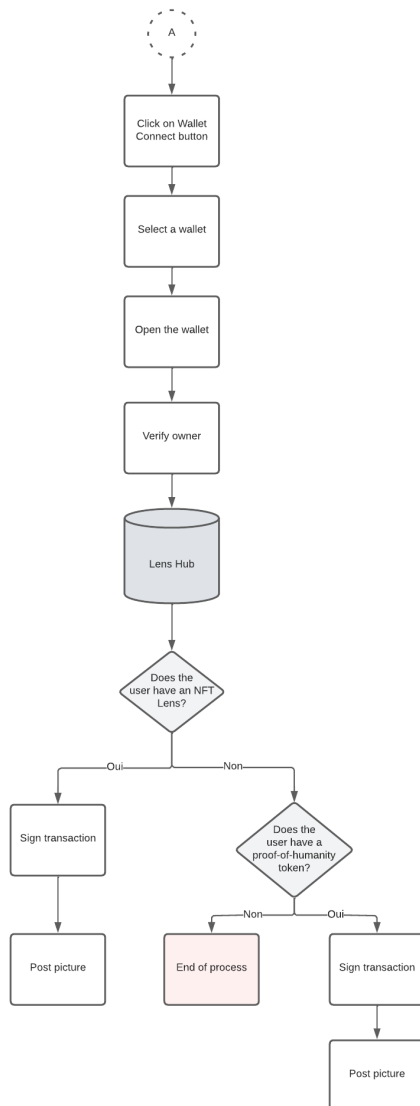 A
Click on Wallet
Connect button
Select a wallet
Open the wallet
Verify owner
Lens Hub
Does the
user have an NFT
Lens?
Oui
Non
Sign transaction
Does the
user have a
proof-of-humanity
token?
Non
Oui
Post picture
End of process
Sign transaction
Post picture